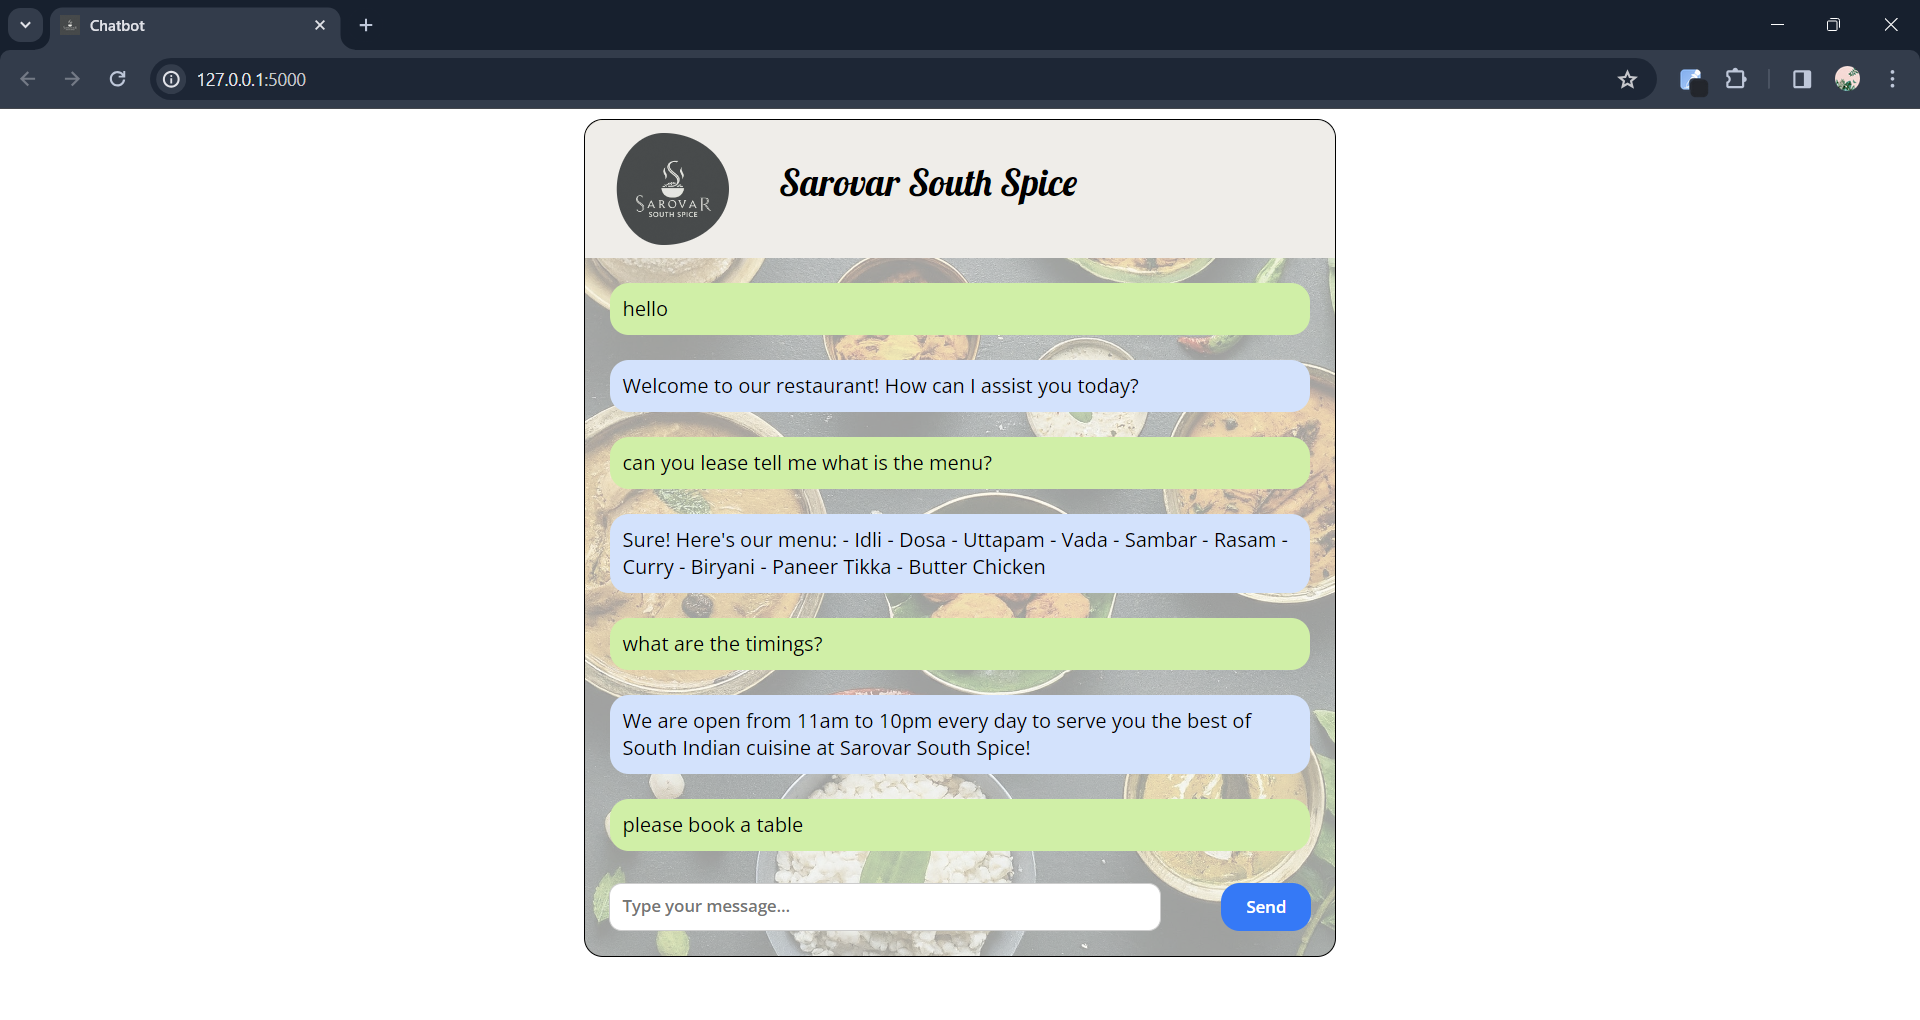 Chatbot
127.0.0.1:5000
SAROVAR
SOUTH SPICE
Sarovar South Spice
hello
Welcome to our restaurant! How can I assist you today?
can you lease tell me what is the menu?
Sure! Here's our menu: - Idli - Dosa - Uttapam - Vada - Sambar - Rasam -
Curry - Biryani - Paneer Tikka - Butter Chicken
what are the timings?
We are open from 11am to 10pm every day to serve you the best of
South Indian cuisine at Sarovar South Spice!
please book a table
Type your message...
Send